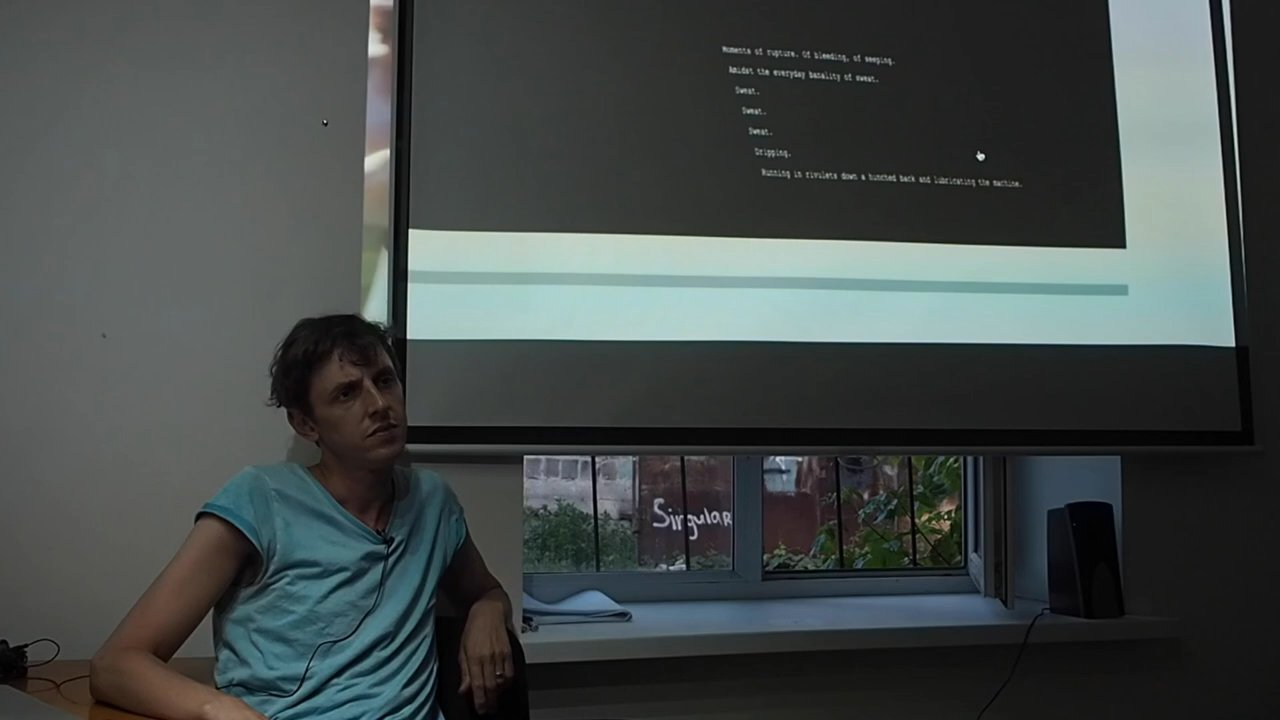 Moments of rupture. Of bleeding, of seeping.
Amidst the everyday banality of sweat.
Sweat.
Sweat.
Sweat.
Dripping.
Running in rivulets down a hunched back and lubricating the machine.
Singular